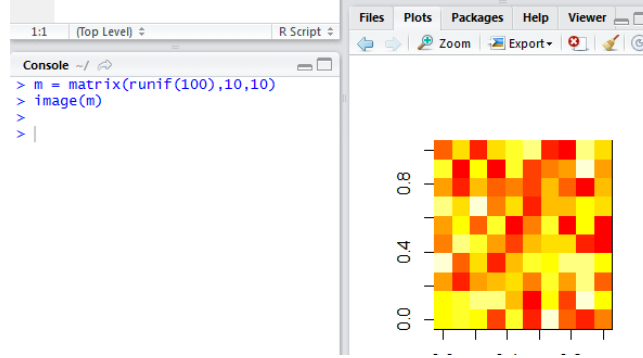 Files Plots Packages Help Viewer
1:1 (Top Level) R Script
Zoom Export
Console ~/
> m = matrix(runif(100),10,10)
> image(m)
>
>
0.8
0.4
0.0